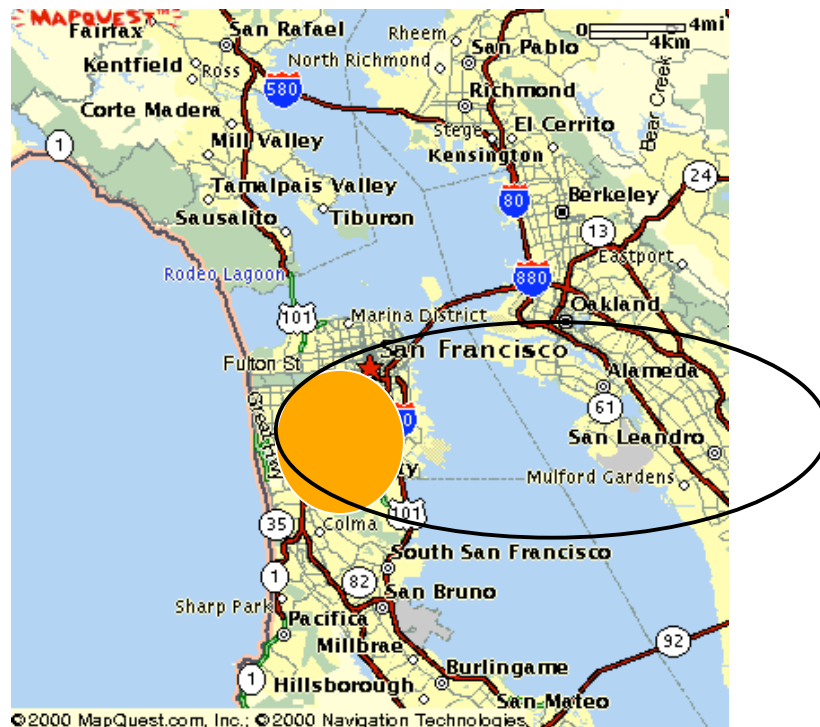 MAPQUEST
Fairfax
San Rafael
Rheem
0 4mi
4km
San Pablo
Kentfield
Ross
North Richmond
580
Richmond
Corte Madera
Bear Creek
Stege
El Cerrito
1
Mill Valley
Kensington
24
Tamalpais Valley
80
Berkeley
Sausalito
Tiburon
13
Eastport
Rodeo Lagoon
880
Oakland
101
Marina District
San Francisco
Fulton St
Alameda
Great Hwy
61
San Leandro
Mulford Gardens
101
35
Colma
South San Francisco
1
82
San Bruno
Sharp Park
Pacifica
92
Millbrae
1
Burlingame
Hillsborough
San Mateo
©2000 MapQuest.com, Inc.; ©2000 Navigation Technologies,